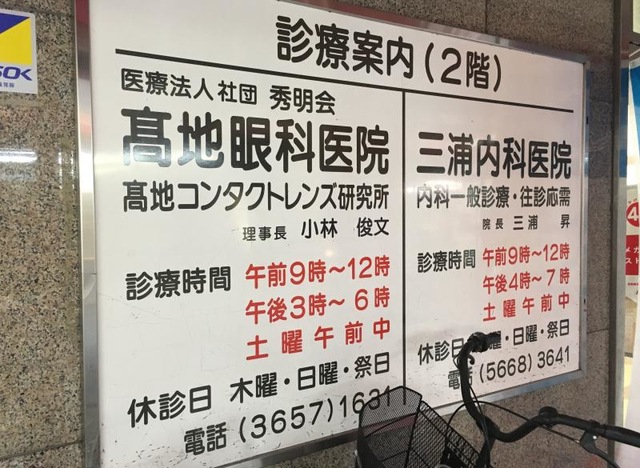 診療案内(2階)
医療法人社団 秀明会
髙地眼科医院
髙地コンタクトレンズ研究所
理事長 小林 俊文
診療時間 午前9時〜12時
午後3時〜6時
土曜午前中
休診日 木曜・日曜・祭日
電話 (3657)1631
三浦内科医院
内科一般診療・往診応需
院長 三浦 昇
診療時間 午前9時〜12時
午後4時〜7時
土曜午前中
休診日 曜・日曜・祭日
電話 (5668)3641